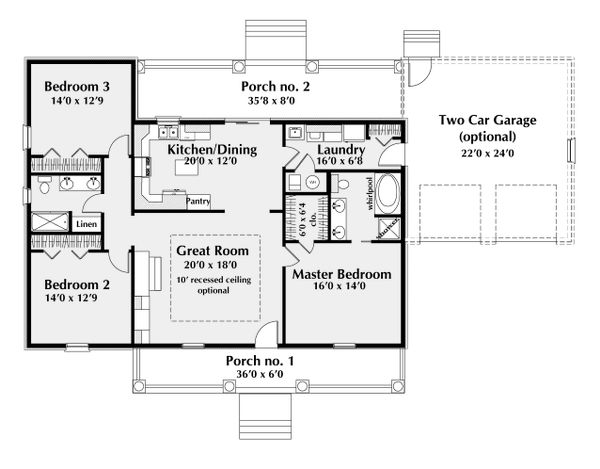 Bedroom 3
14'0 x 12'9
Porch no. 2
35'8 x 8'0
Two Car Garage
(optional)
22'0 x 24'0
Kitchen/Dining
20'0 x 12'0
Laundry
16'0 x 6'8
Pantry
Linen
6'0 x 6'4
clo.
whirlpool
Great Room
20'0 x 18'0
10' recessed ceiling
optional
Master Bedroom
16'0 x 14'0
Bedroom 2
14'0 x 12'9
Porch no. 1
36'0 x 6'0